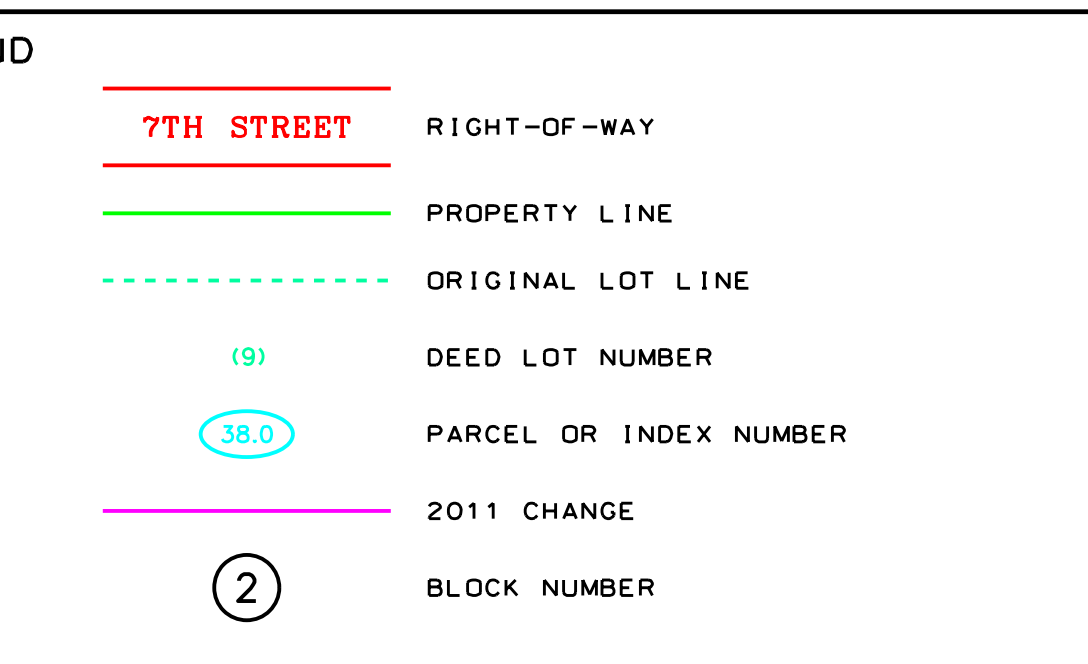 ND
7TH STREET RIGHT-OF-WAY
PROPERTY LINE
ORIGINAL LOT LINE
(9) DEED LOT NUMBER
38.0 PARCEL OR INDEX NUMBER
2011 CHANGE
2 BLOCK NUMBER